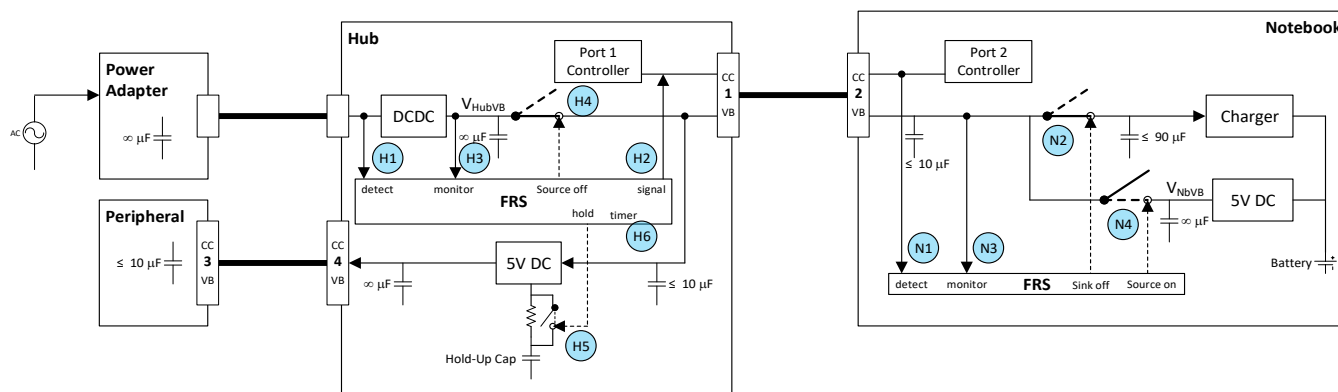 AC
Power
Adapter
∞ µF
Peripheral
≤ 10 µF
CC
3
VB
Hub
CC
4
VB
DCDC
VHubVB
∞ µF
Port 1
Controller
H4
H1
H3
H2
detect
monitor
Source off
signal
FRS
hold
timer
H6
∞ µF
5V DC
≤ 10 µF
H5
Hold-Up Cap
CC
1
VB
Notebook
CC
2
VB
Port 2
Controller
≤ 10 µF
N2
≤ 90 µF
Charger
VNbVB
∞ µF
5V DC
N4
N1
N3
detect
monitor
FRS
Sink off
Source on
Battery
+